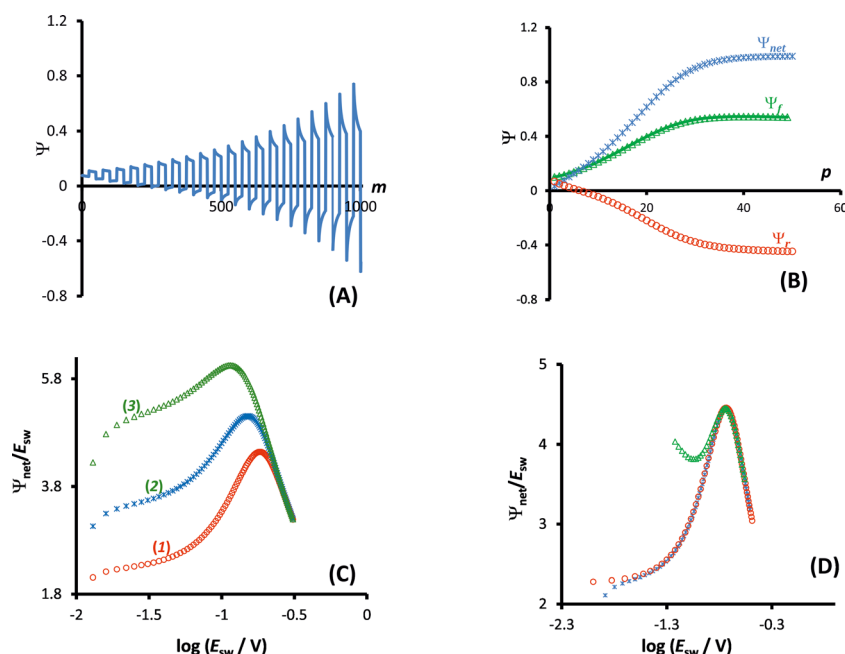 1.2
0.8
Ψ
0.4
0
m
0
500
1000
-0.4
-0.8
(A)
1.2
Ψnet
0.8
Ψf
Ψ
0.4
p
0
0
20
40
60
Ψr
-0.4
-0.8
(B)
5.8
(3)
Ψnet/Esw
(2)
3.8
(1)
(C)
1.8
-2
-1.5
-1
-0.5
0
log (Esw / V)
5
4
Ψnet/Esw
3
(D)
2
-2.3
-1.3
-0.3
log (Esw / V)